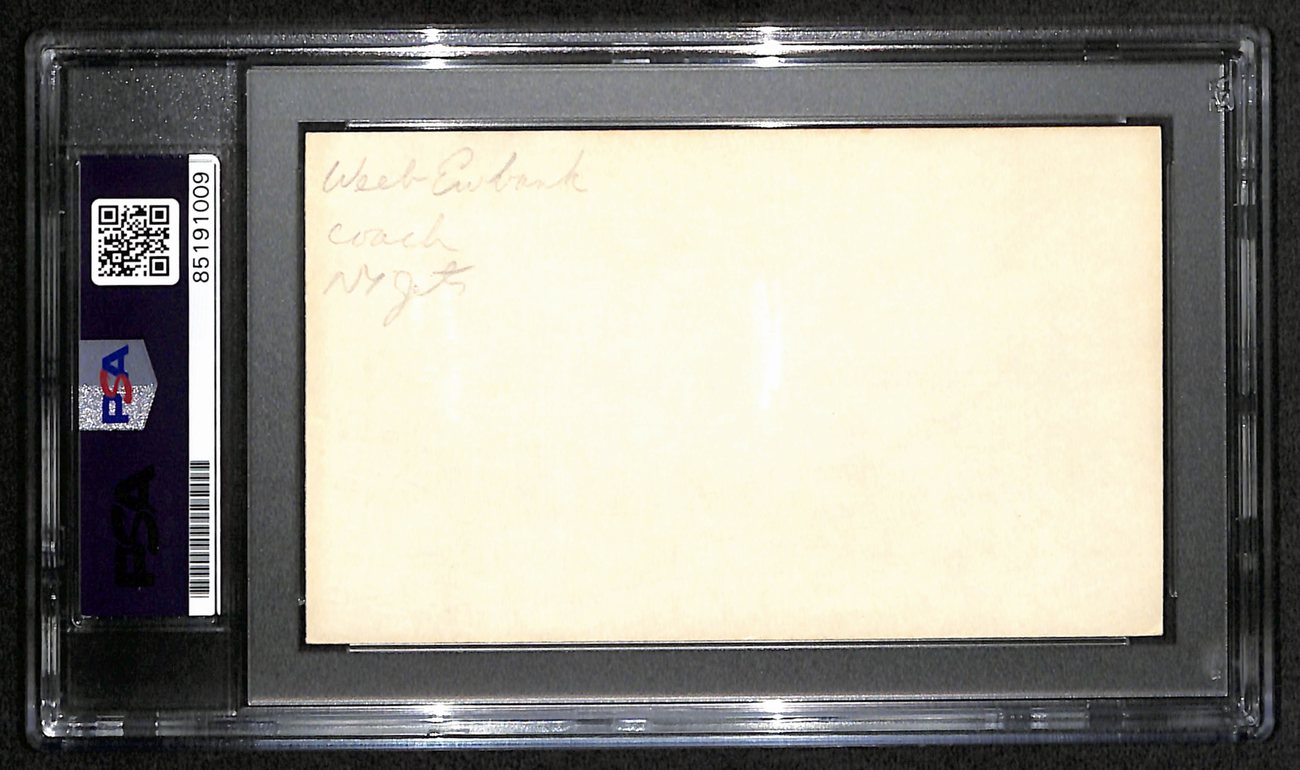 Weeb Ewbank
coach
NY Jets
85191009
PSA
PSA